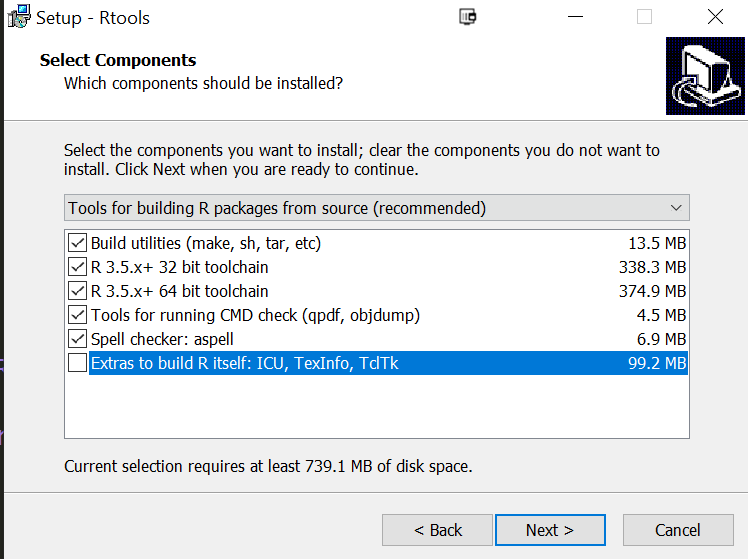 Setup - Rtools
Select Components
Which components should be installed?
Select the components you want to install; clear the components you do not want to
install. Click Next when you are ready to continue.
Tools for building R packages from source (recommended)
Build utilities (make, sh, tar, etc) 13.5 MB
R 3.5.x+ 32 bit toolchain 338.3 MB
R 3.5.x+ 64 bit toolchain 374.9 MB
Tools for running CMD check (qpdf, objdump) 4.5 MB
Spell checker: aspell 6.9 MB
Extras to build R itself: ICU, TexInfo, TclTk 99.2 MB
Current selection requires at least 739.1 MB of disk space.
< Back Next > Cancel